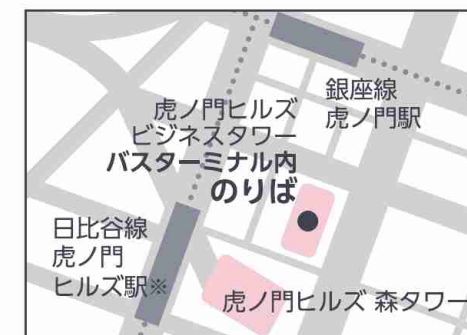 銀座線
虎ノ門駅
虎ノ門ヒルズ
ビジネスタワー
バスターミナル内
のりば
日比谷線
虎ノ門
ヒルズ駅※
虎ノ門ヒルズ 森タワー